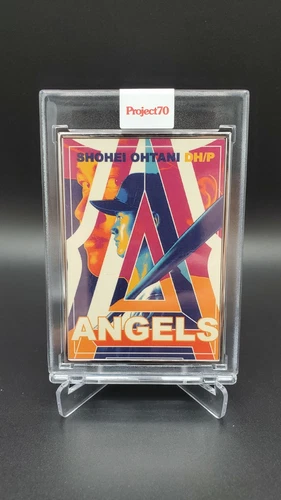 Project70
SHOHEI OHTANI DH/P
ANGELS